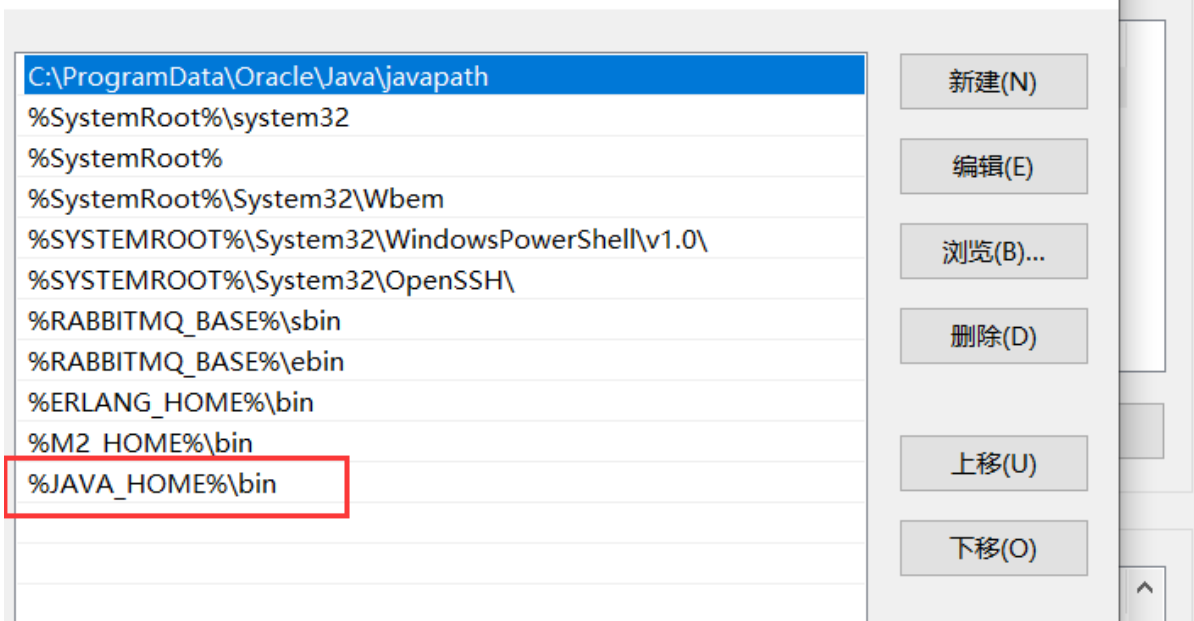 C:\ProgramData\Oracle\Java\javapath
%SystemRoot%\system32
%SystemRoot%
%SystemRoot%\System32\Wbem
%SYSTEMROOT%\System32\WindowsPowerShell\v1.0\
%SYSTEMROOT%\System32\OpenSSH\
%RABBITMQ_BASE%\sbin
%RABBITMQ_BASE%\ebin
%ERLANG_HOME%\bin
%M2_HOME%\bin
%JAVA_HOME%\bin
新建(N)
编辑(E)
浏览(B)...
删除(D)
上移(U)
下移(O)